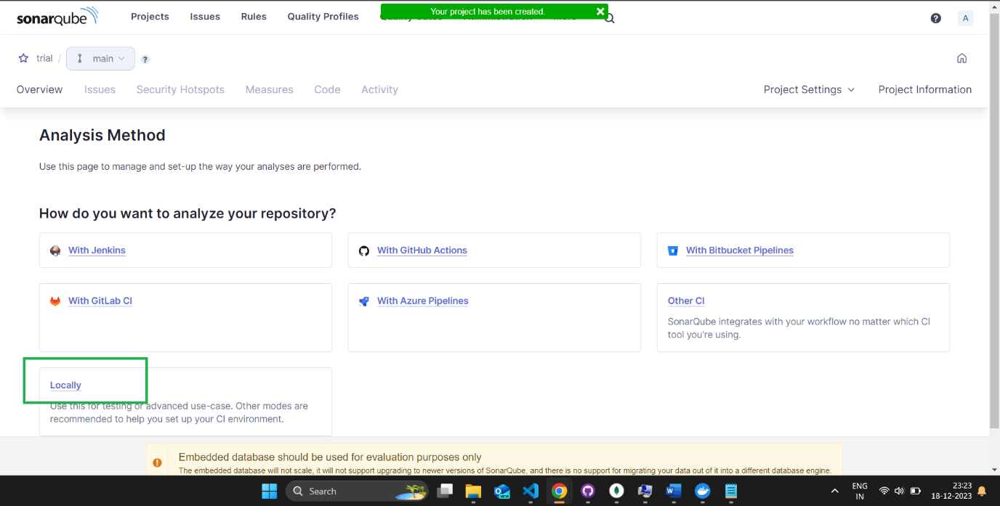 sonarqube
Projects Issues Rules Quality Profiles
Your project has been created.
A
trial / main ?
Overview Issues Security Hotspots Measures Code Activity Project Settings Project Information
Analysis Method
Use this page to manage and set-up the way your analyses are performed.
How do you want to analyze your repository?
With Jenkins
With GitHub Actions
With Bitbucket Pipelines
With GitLab CI
With Azure Pipelines
Other CI
SonarQube integrates with your workflow no matter which CI
tool you're using.
Locally
Use this for testing or advanced use-case. Other modes are
recommended to help you set up your CI environment.
Embedded database should be used for evaluation purposes only
The embedded database will not scale, it will not support upgrading to newer versions of SonarQube, and there is no support for migrating your data out of it into a different database engine.
Search
NEW
W
ENG
IN
23:23
18-12-2023